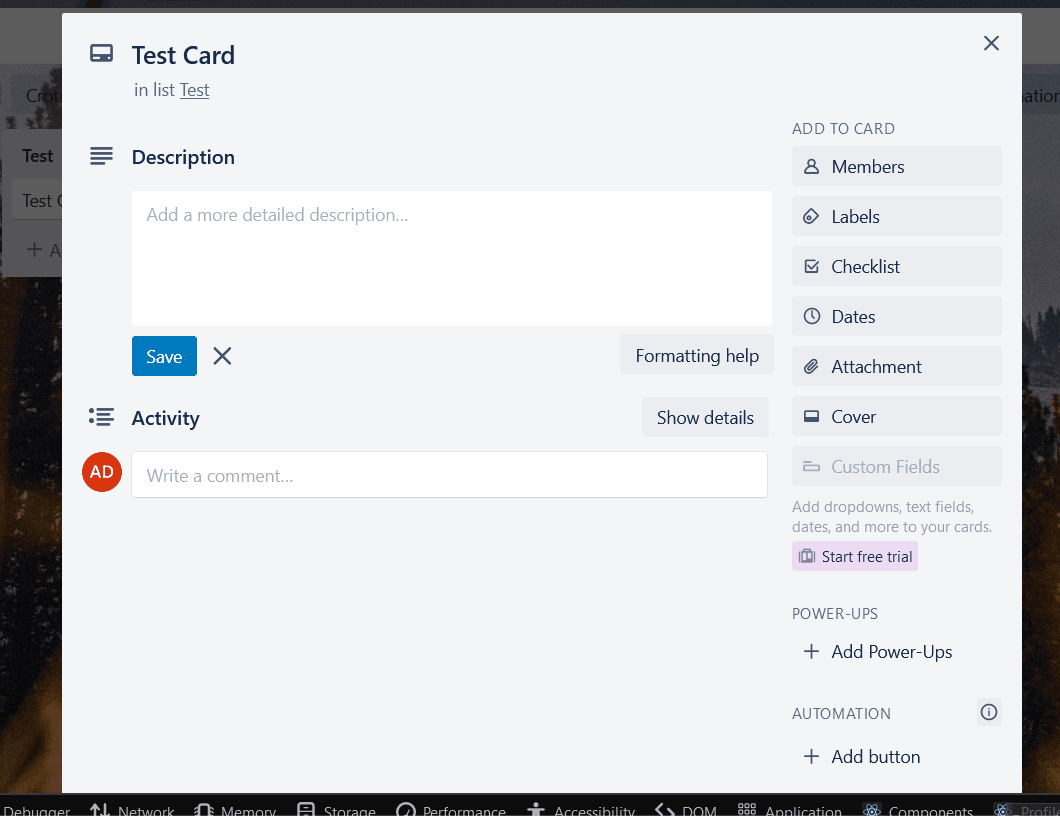 Test Card
in list Test
Description
Add a more detailed description...
Save
Formatting help
Activity
Show details
AD
Write a comment...
ADD TO CARD
Members
Labels
Checklist
Dates
Attachment
Cover
Custom Fields
Add dropdowns, text fields,
dates, and more to your cards.
Start free trial
POWER-UPS
Add Power-Ups
AUTOMATION
Add button
Test
Test
Debugger Network Memory Storage Performance Accessibility DOM Application Components